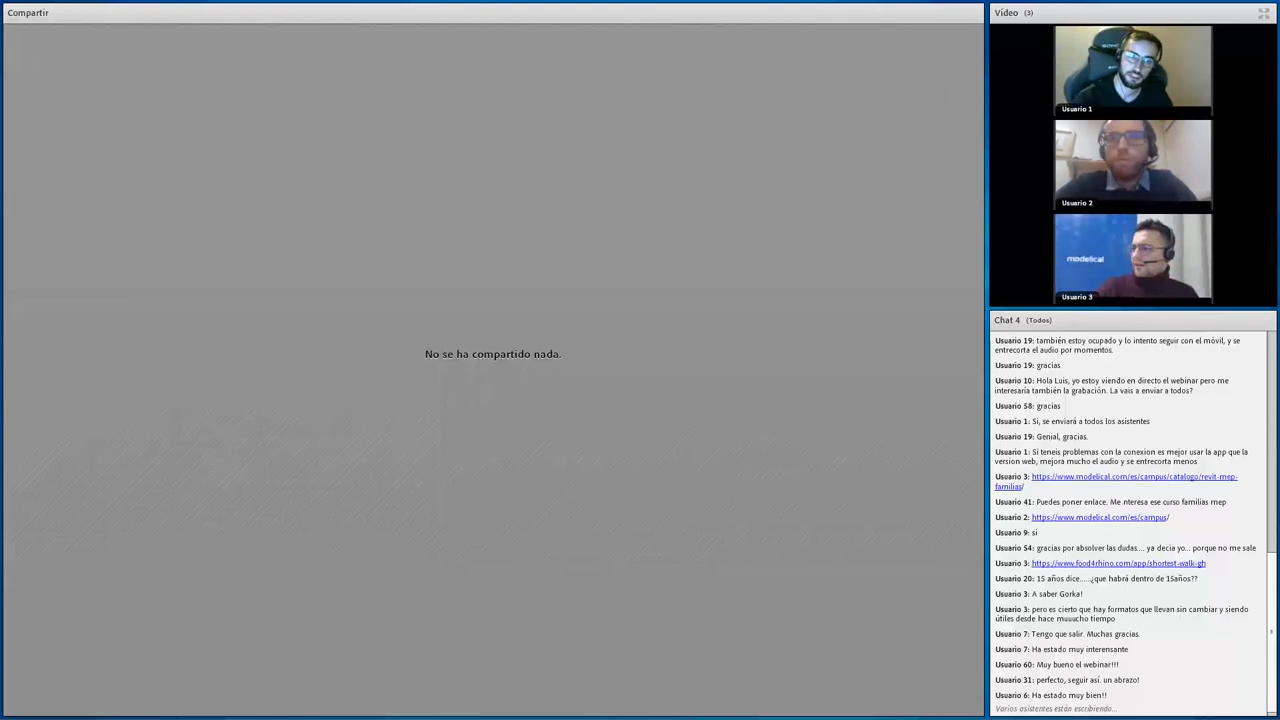 Compartir
No se ha compartido nada.
Vídeo (3)
Usuario 1
Usuario 2
modelical
Usuario 3
Chat 4 (Todos)
Usuario 19: también estoy ocupado y lo intento seguir con el móvil, y se
entrecorta el audio por momentos.
Usuario 19: gracias
Usuario 10: Hola Luis, yo estoy viendo en directo el webinar pero me
interesaría también la grabación. La vais a enviar a todos?
Usuario 58: gracias
Usuario 1: Si, se enviará a todos los asistentes
Usuario 19: Genial, gracias.
Usuario 1: Si teneis problemas con la conexion es mejor usar la app que la
version web, mejora mucho el audio y se entrecorta menos
Usuario 3: https://www.modelical.com/es/campus/catalogo/revit-mep-
familias/
Usuario 41: Puedes poner enlace. Me nteresa ese curso familias mep
Usuario 2: https://www.modelical.com/es/campus/
Usuario 9: si
Usuario 54: gracias por absolver las dudas.... ya decia yo... porque no me sale
Usuario 3: https://www.food4rhino.com/app/shortest-walk-gh
Usuario 20: 15 años dice.....¿que habrá dentro de 15años??
Usuario 3: A saber Gorka!
Usuario 3: pero es cierto que hay formatos que llevan sin cambiar y siendo
útiles desde hace muuucho tiempo
Usuario 7: Tengo que salir. Muchas gracias.
Usuario 7: Ha estado muy interensante
Usuario 60: Muy bueno el webinar!!!
Usuario 31: perfecto, seguir así. un abrazo!
Usuario 6: Ha estado muy bien!!
Varios asistentes están escribiendo...